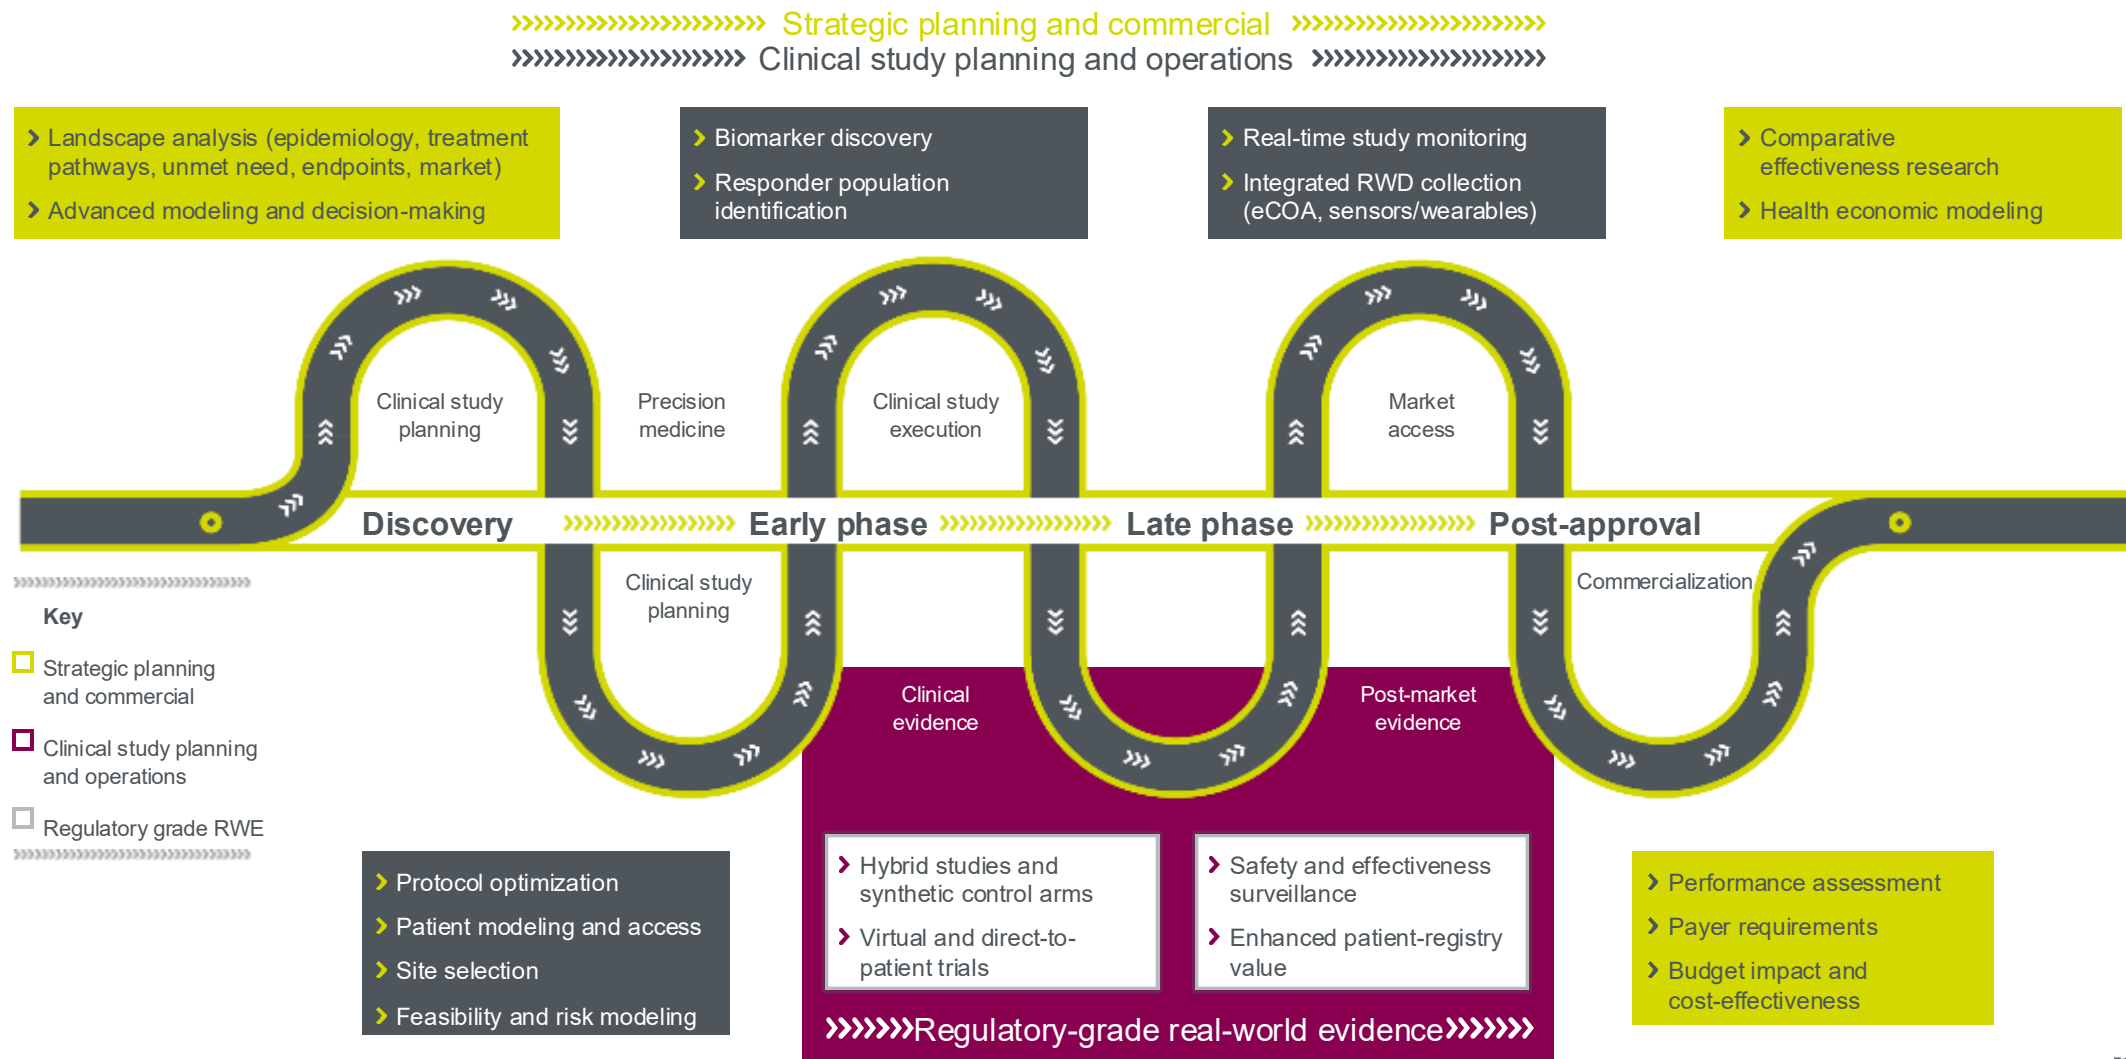 Strategic planning and commercial
Clinical study planning and operations
Landscape analysis (epidemiology, treatment
pathways, unmet need, endpoints, market)
Advanced modeling and decision-making
Biomarker discovery
Responder population
identification
Real-time study monitoring
Integrated RWD collection
(eCOA, sensors/wearables)
Comparative
effectiveness research
Health economic modeling
Clinical study
planning
Precision
medicine
Clinical study
execution
Market
access
Discovery
Early phase
Late phase
Post-approval
Clinical study
planning
Commercialization
Key
Strategic planning
and commercial
Clinical study planning
and operations
Regulatory grade RWE
Clinical
evidence
Post-market
evidence
Protocol optimization
Patient modeling and access
Site selection
Feasibility and risk modeling
Hybrid studies and
synthetic control arms
Virtual and direct-to-
patient trials
Safety and effectiveness
surveillance
Enhanced patient-registry
value
Regulatory-grade real-world evidence
Performance assessment
Payer requirements
Budget impact and
cost-effectiveness